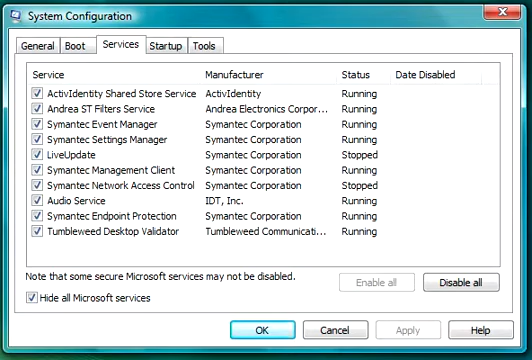 System Configuration
General Boot Services Startup Tools
Service Manufacturer Status Date Disabled
ActivIdentity Shared Store Service ActivIdentity Running
Andrea ST Filters Service Andrea Electronics Corpor... Running
Symantec Event Manager Symantec Corporation Running
Symantec Settings Manager Symantec Corporation Running
LiveUpdate Symantec Corporation Stopped
Symantec Management Client Symantec Corporation Running
Symantec Network Access Control Symantec Corporation Stopped
Audio Service IDT, Inc. Running
Symantec Endpoint Protection Symantec Corporation Running
Tumbleweed Desktop Validator Tumbleweed Communicati... Running
Note that some secure Microsoft services may not be disabled.
Enable all Disable all
Hide all Microsoft services
OK Cancel Apply Help